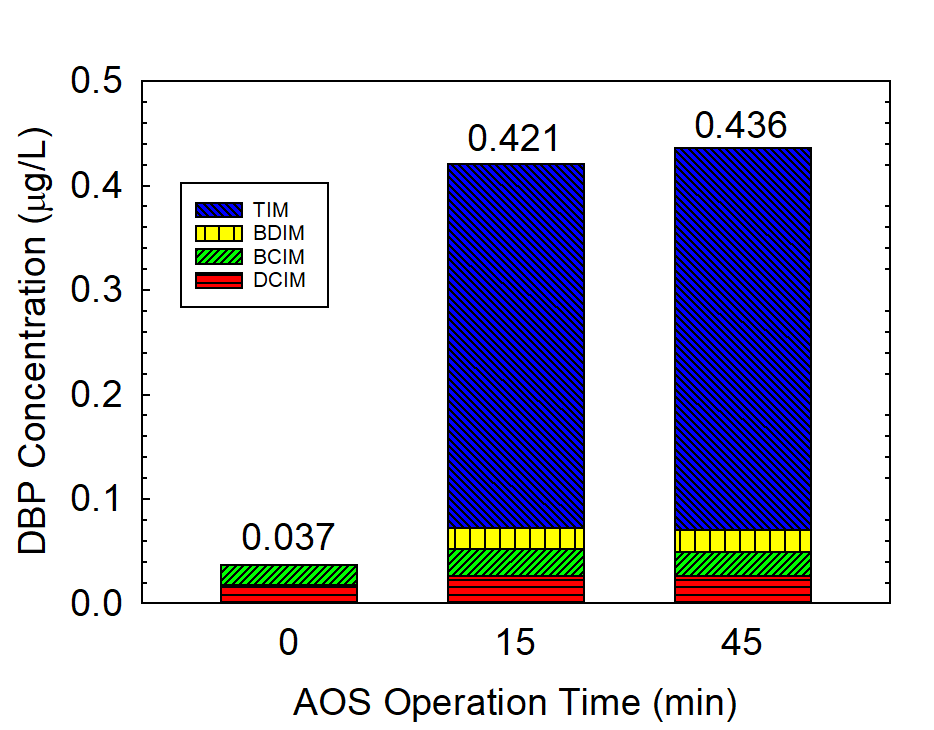 DBP Concentration (μg/L)
0.5
0.4
0.3
0.2
0.1
0.0
TIM
BDIM
BCIM
DCIM
0.037
0.421
0.436
0
15
45
AOS Operation Time (min)